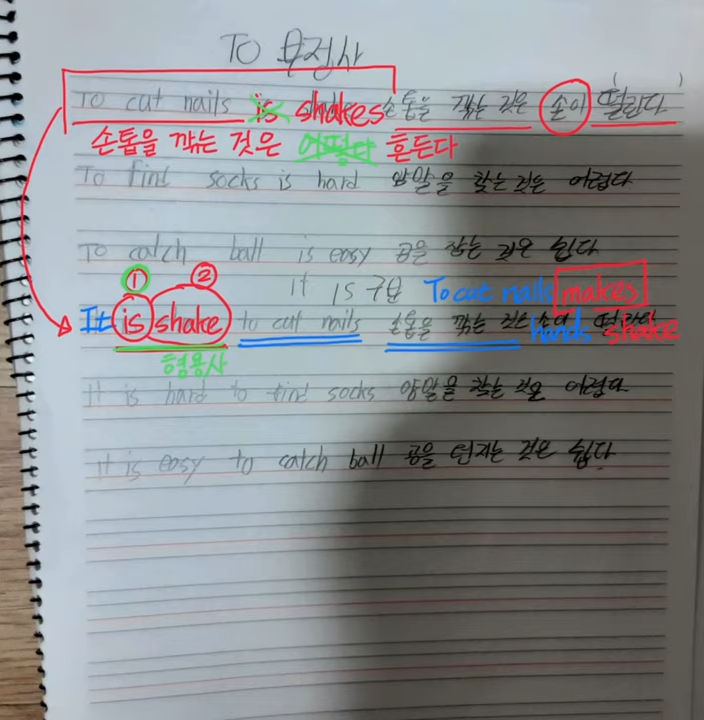 TO 부정사
To cut nails is shakes 손톱을 깎는 것은 손이 떨린다
손톱을 깎는 것은 어떻다 흔든다
To find socks is hard 양말을 찾는 것은 어렵다
To catch ball is easy 공을 잡는 것은 쉽다
① ②
it is 구문 To cut nails makes
It is shake to cut nails 손톱을 깎는 것은 손이 떨린다 hands shake
형용사
It is hard to find socks 양말을 찾는 것은 어렵다
it is easy to catch ball 공을 던지는 것은 쉽다.